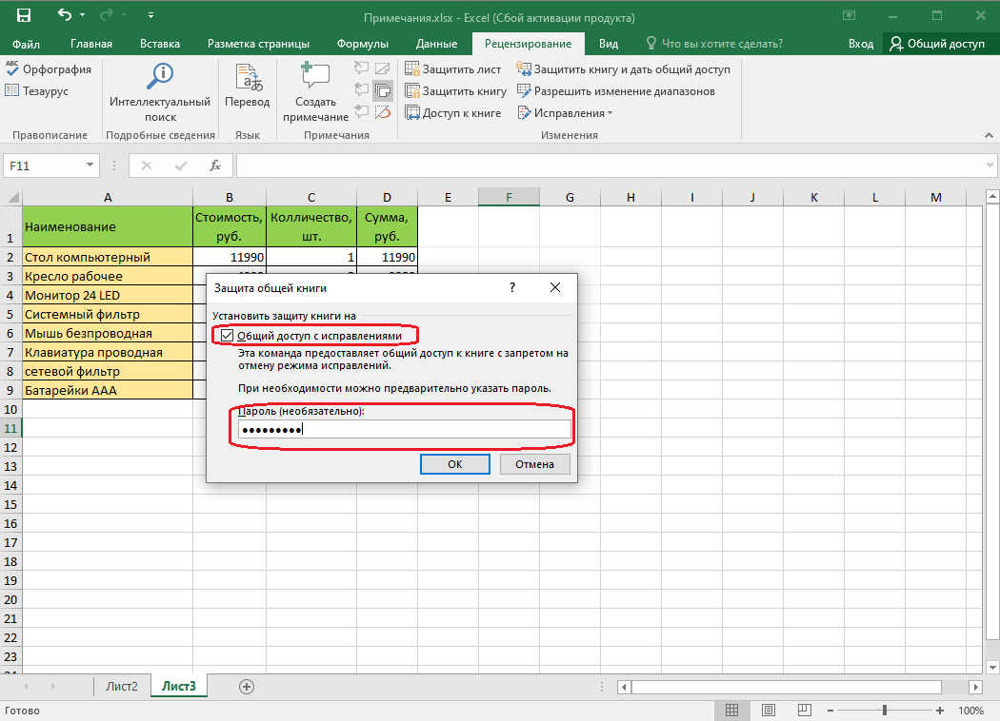 Примечания.xlsx - Excel (Сбой активации продукта)
Файл Главная Вставка Разметка страницы Формулы Данные Рецензирование Вид Что вы хотите сделать? Вход Общий доступ
ABC
Орфография
Тезаурус
Правописание
Интеллектуальный
поиск
Подробные сведения
Перевод
Язык
Создать
примечание
Примечания
Защитить лист
Защитить книгу
Доступ к книге
Защитить книгу и дать общий доступ
Разрешить изменение диапазонов
Исправления
Изменения
F11
fx
A B C D E F G H I J K L M
1 Наименование Стоимость, руб. Колличество, шт. Сумма, руб.
2 Стол компьютерный 11990 1 11990
3 Кресло рабочее
4 Монитор 24 LED
5 Системный фильтр
6 Мышь безпроводная
7 Клавиатура проводная
8 сетевой фильтр
9 Батарейки ААА
10
11
12
13
14
15
16
17
18
19
20
21
22
23
Защита общей книги ?
Установить защиту книги на
Общий доступ с исправлениями
Эта команда предоставляет общий доступ к книге с запретом на
отмену режима исправлений.
При необходимости можно предварительно указать пароль.
Пароль (необязательно):
●●●●●●●●●
ОК Отмена
Лист2 Лист3
Готово 100%